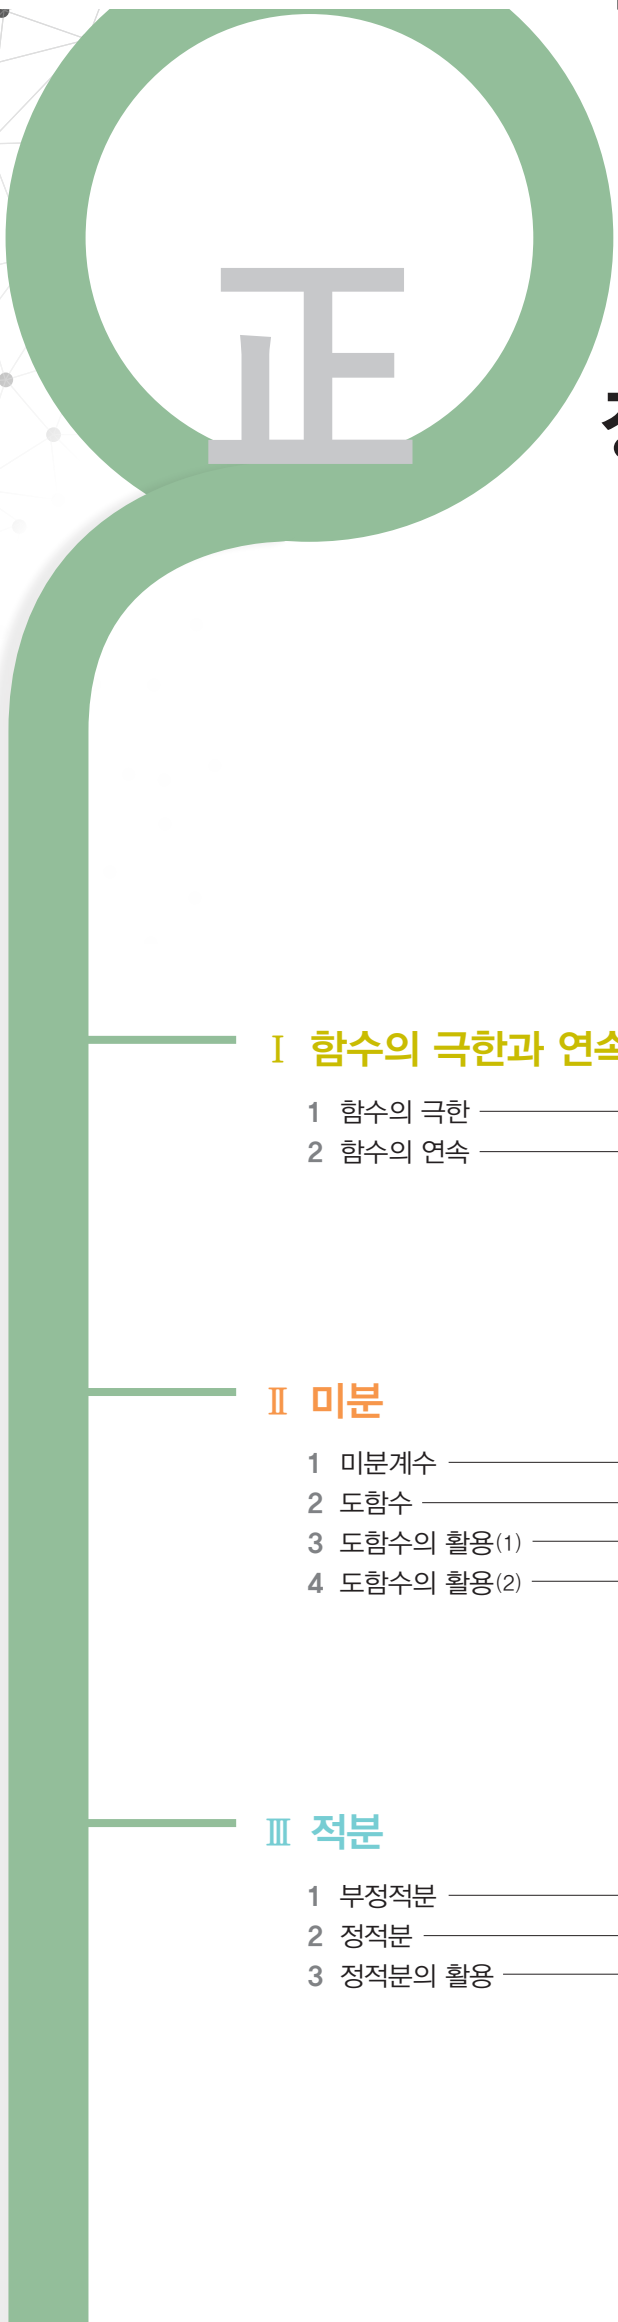 正
Ⅰ 함수의 극한과 연속
1 함수의 극한
2 함수의 연속
Ⅱ 미분
1 미분계수
2 도함수
3 도함수의 활용(1)
4 도함수의 활용(2)
Ⅲ 적분
1 부정적분
2 정적분
3 정적분의 활용